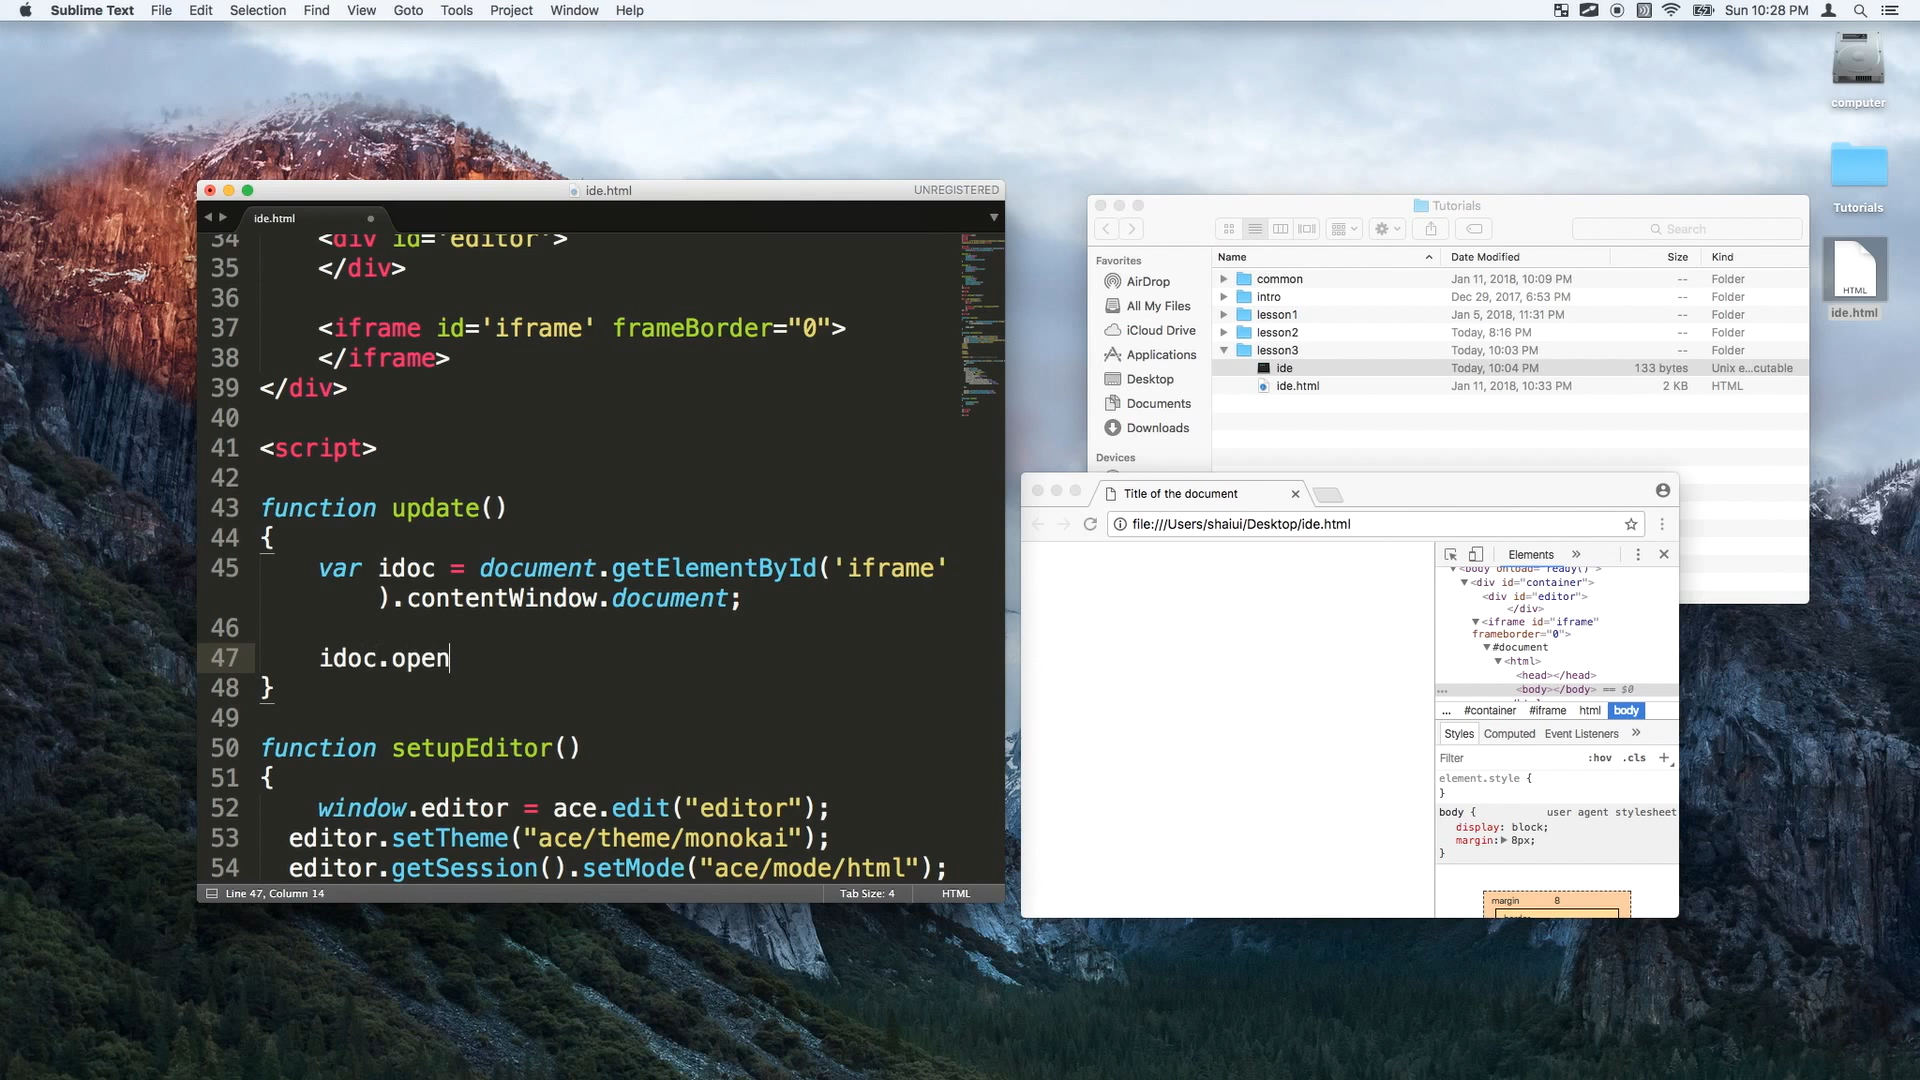 Sublime Text File Edit Selection Find View Goto Tools Project Window Help
Sun 10:28 PM
computer
Tutorials
HTML
ide.html
ide.html
UNREGISTERED
ide.html
34 <div id='editor'>
35 </div>
36
37 <iframe id='iframe' frameBorder="0">
38 </iframe>
39 </div>
40
41 <script>
42
43 function update()
44 {
45 var idoc = document.getElementById('iframe'
).contentWindow.document;
46
47 idoc.open
48 }
49
50 function setupEditor()
51 {
52 window.editor = ace.edit("editor");
53 editor.setTheme("ace/theme/monokai");
54 editor.getSession().setMode("ace/mode/html");
Line 47, Column 14
Tab Size: 4
HTML
Tutorials
Search
Favorites
AirDrop
All My Files
iCloud Drive
Applications
Desktop
Documents
Downloads
Devices
Name Date Modified Size Kind
common Jan 11, 2018, 10:09 PM -- Folder
intro Dec 29, 2017, 6:53 PM -- Folder
lesson1 Jan 5, 2018, 11:31 PM -- Folder
lesson2 Today, 8:16 PM -- Folder
lesson3 Today, 10:03 PM -- Folder
ide Today, 10:04 PM 133 bytes Unix e...cutable
ide.html Jan 11, 2018, 10:33 PM 2 KB HTML
Title of the document
file:///Users/shaiui/Desktop/ide.html
Elements
<body onload="ready()">
<div id="container">
<div id="editor">
</div>
<iframe id="iframe"
frameborder="0">
#document
<html>
<head></head>
... <body></body> == $0
... #container #iframe html body
Styles Computed Event Listeners
Filter :hov .cls
element.style {
}
body { user agent stylesheet
display: block;
margin: 8px;
}
margin 8